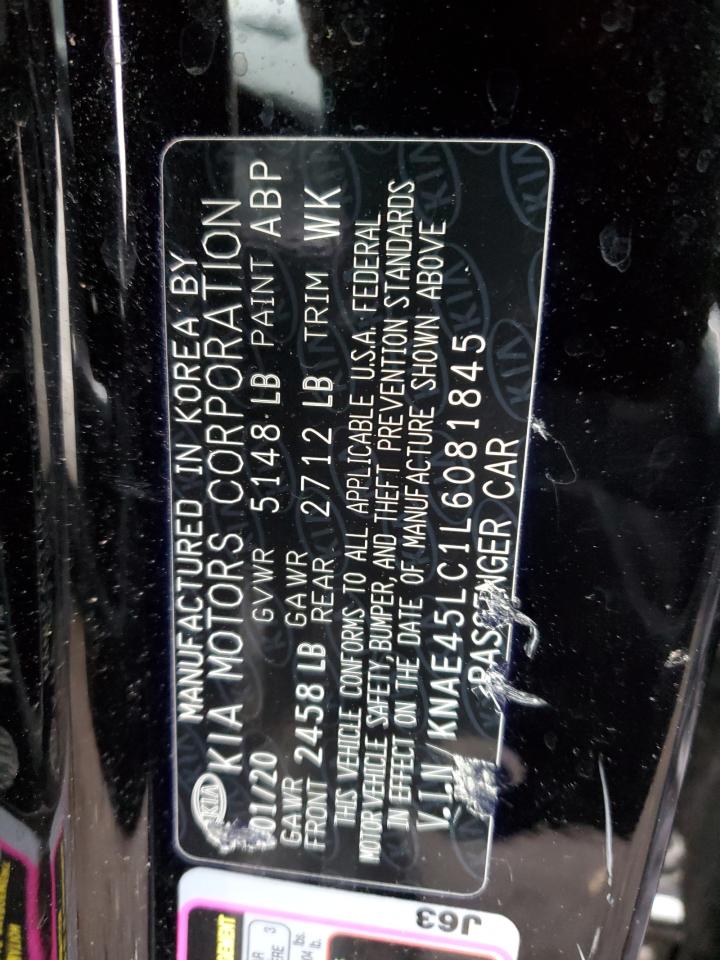 MANUFACTURED IN KOREA BY
KIA KIA MOTORS CORPORATION
01/20 GVWR 5148 LB PAINT ABP
GAWR GAWR
FRONT 2458 LB REAR 2712 LB TRIM WK
THIS VEHICLE CONFORMS TO ALL APPLICABLE U.S.A. FEDERAL
MOTOR VEHICLE SAFETY, BUMPER, AND THEFT PREVENTION STANDARDS
IN EFFECT ON THE DATE OF MANUFACTURE SHOWN ABOVE
V.I.N KNAE45LC1L6081845
PASSENGER CAR
J63